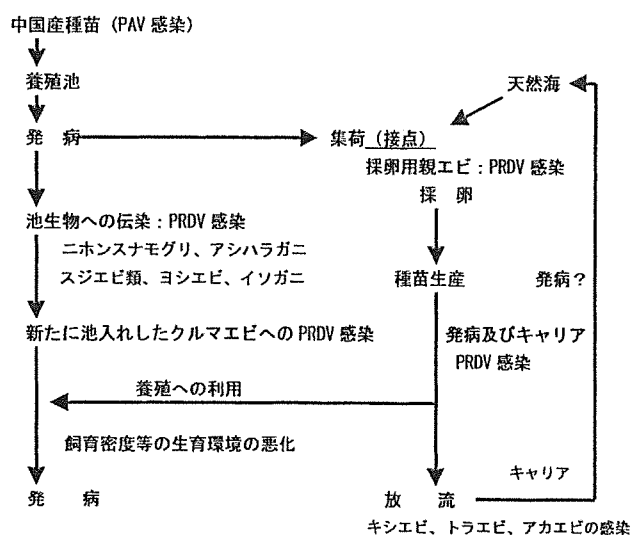 中国産種苗（PAV 感染）
養殖池
天然海
発　病
集荷（接点）
採卵用親エビ：PRDV 感染
採　卵
池生物への伝染：PRDV 感染
ニホンスナモグリ、アシハラガニ
スジエビ類、ヨシエビ、イソガニ
種苗生産
発病？
新たに池入れしたクルマエビへの PRDV 感染
発病及びキャリア
PRDV 感染
養殖への利用
飼育密度等の生育環境の悪化
キャリア
発　　病
放　　流
キシエビ、トラエビ、アカエビの感染